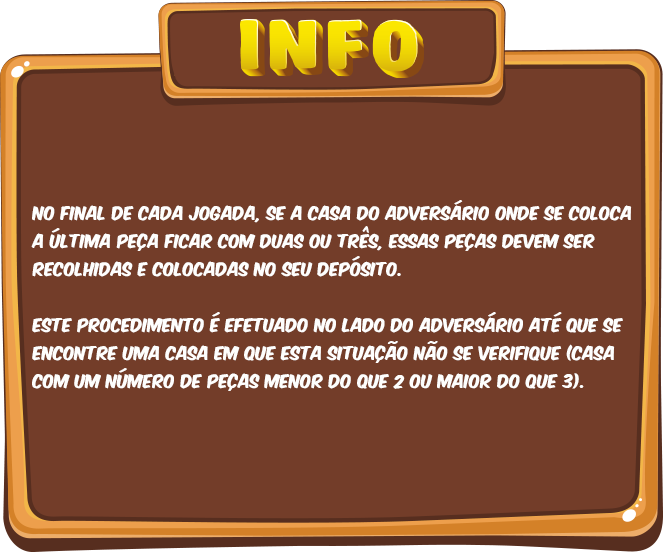 INFO
NO FINAL DE CADA JOGADA, SE A CASA DO ADVERSÁRIO ONDE SE COLOCA
A ÚLTIMA PEÇA FICAR COM DUAS OU TRÊS, ESSAS PEÇAS DEVEM SER
RECOLHIDAS E COLOCADAS NO SEU DEPÓSITO.
ESTE PROCEDIMENTO É EFETUADO NO LADO DO ADVERSÁRIO ATÉ QUE SE
ENCONTRE UMA CASA EM QUE ESTA SITUAÇÃO NÃO SE VERIFIQUE (CASA
COM UM NÚMERO DE PEÇAS MENOR DO QUE 2 OU MAIOR DO QUE 3).